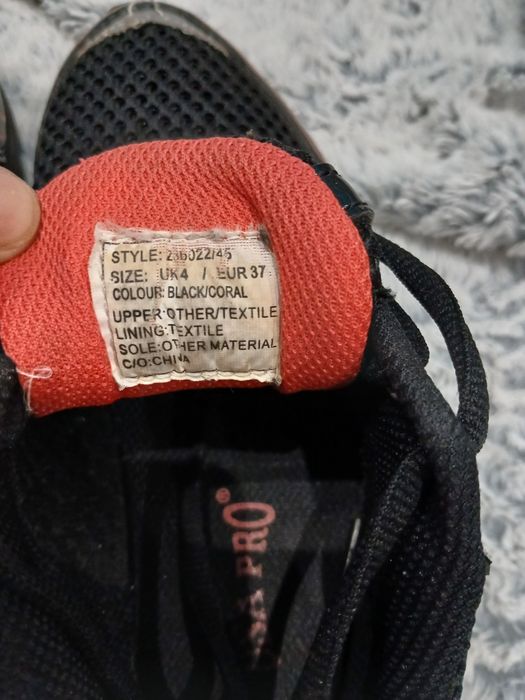 STYLE: 236022/45
SIZE: UK4 / EUR 37
COLOUR: BLACK/CORAL
UPPER:OTHER/TEXTILE
LINING:TEXTILE
SOLE:OTHER MATERIAL
C/O:CHINA
PRO®